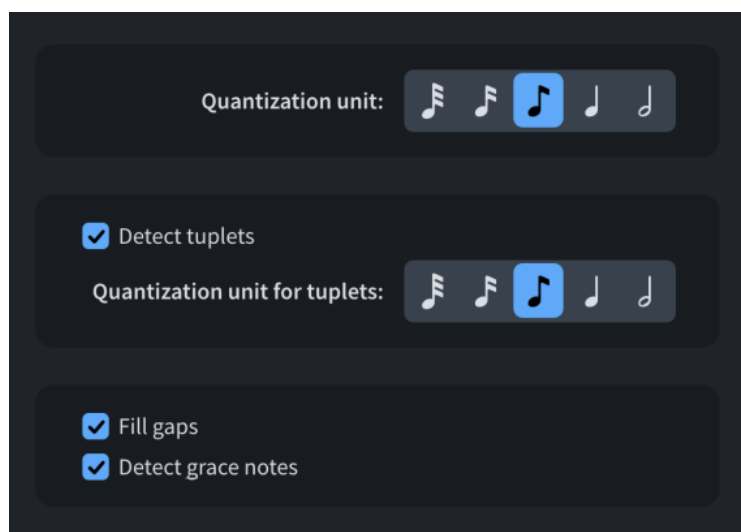 Quantization unit:
Detect tuplets
Quantization unit for tuplets:
Fill gaps
Detect grace notes